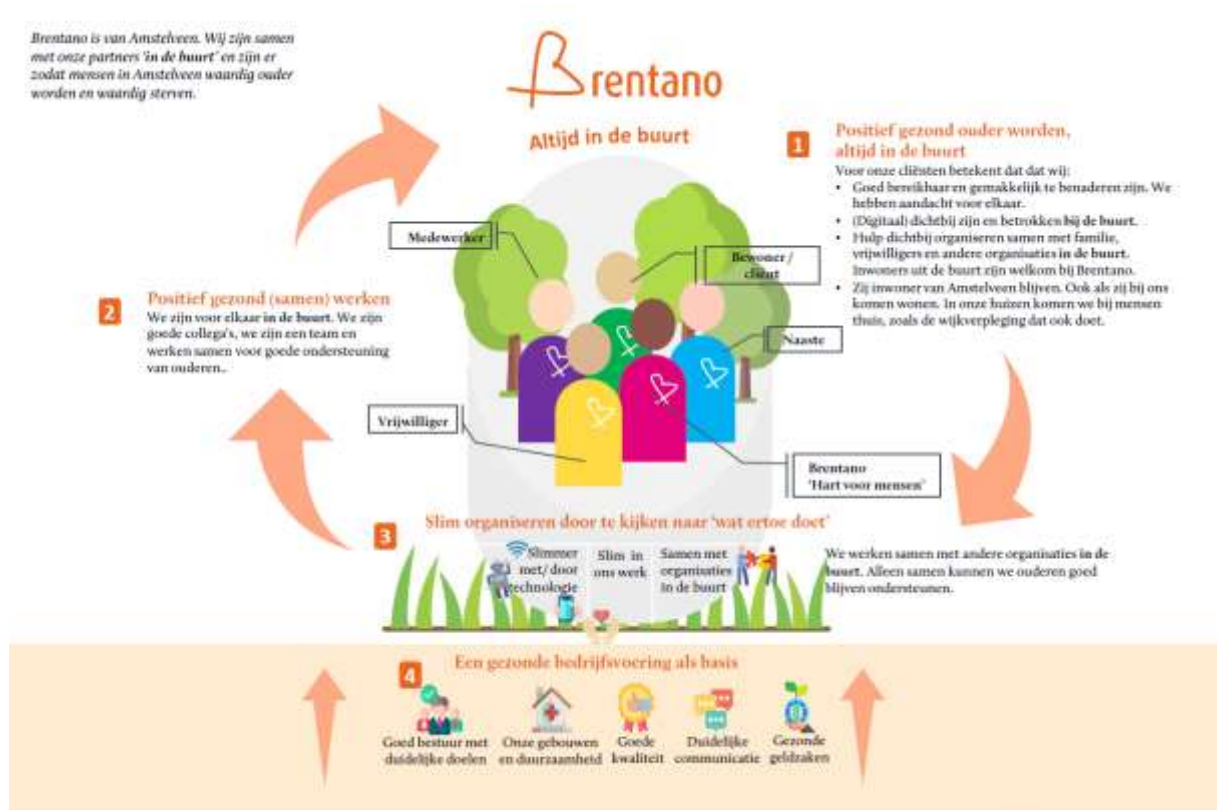 Brentano is van Amstelveen. Wij zijn samen
met onze partners 'in de buurt' en zijn er
zodat mensen in Amstelveen waardig ouder
worden en waardig sterven.
Brentano
Altijd in de buurt
1
Positief gezond ouder worden,
altijd in de buurt
Voor onze cliënten betekent dat dat wij:
• Goed bereikbaar en gemakkelijk te benaderen zijn. We
hebben aandacht voor elkaar.
• (Digitaal) dichtbij zijn en betrokken bij de buurt.
• Hulp dichtbij organiseren samen met familie,
vrijwilligers en andere organisaties in de buurt.
Inwoners uit de buurt zijn welkom bij Brentano.
• Zij inwoner van Amstelveen blijven. Ook als zij bij ons
komen wonen. In onze huizen komen we bij mensen
thuis, zoals de wijkverpleging dat ook doet.
Medewerker
Bewoner /
cliënt
Naaste
Vrijwilliger
Brentano
'Hart voor mensen'
2
Positief gezond (samen) werken
We zijn voor elkaar in de buurt. We zijn
goede collega's, we zijn een team en
werken samen voor goede ondersteuning
van ouderen..
3
Slim organiseren door te kijken naar 'wat ertoe doet'
Slimmer
met/ door
technologie
Slim in
ons werk
Samen met
organisaties
in de buurt
We werken samen met andere organisaties in de
buurt. Alleen samen kunnen we ouderen goed
blijven ondersteunen.
4
Een gezonde bedrijfsvoering als basis
Goed bestuur met
duidelijke doelen
Onze gebouwen
en duurzaamheid
Goede
kwaliteit
Duidelijke
communicatie
Gezonde
geldzaken